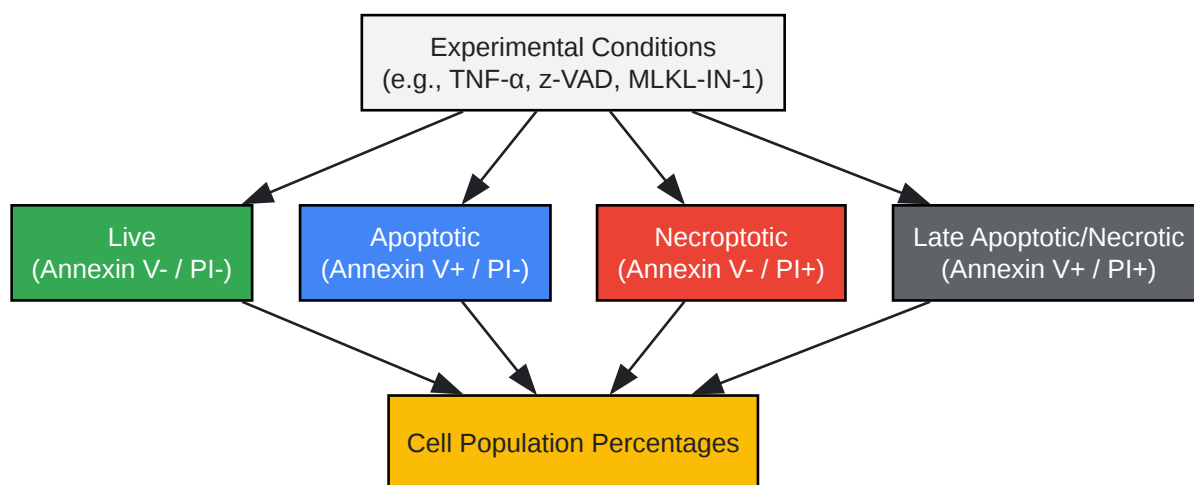 Experimental Conditions
(e.g., TNF-α, z-VAD, MLKL-IN-1)
Live
(Annexin V- / PI-)
Apoptotic
(Annexin V+ / PI-)
Necroptotic
(Annexin V- / PI+)
Late Apoptotic/Necrotic
(Annexin V+ / PI+)
Cell Population Percentages